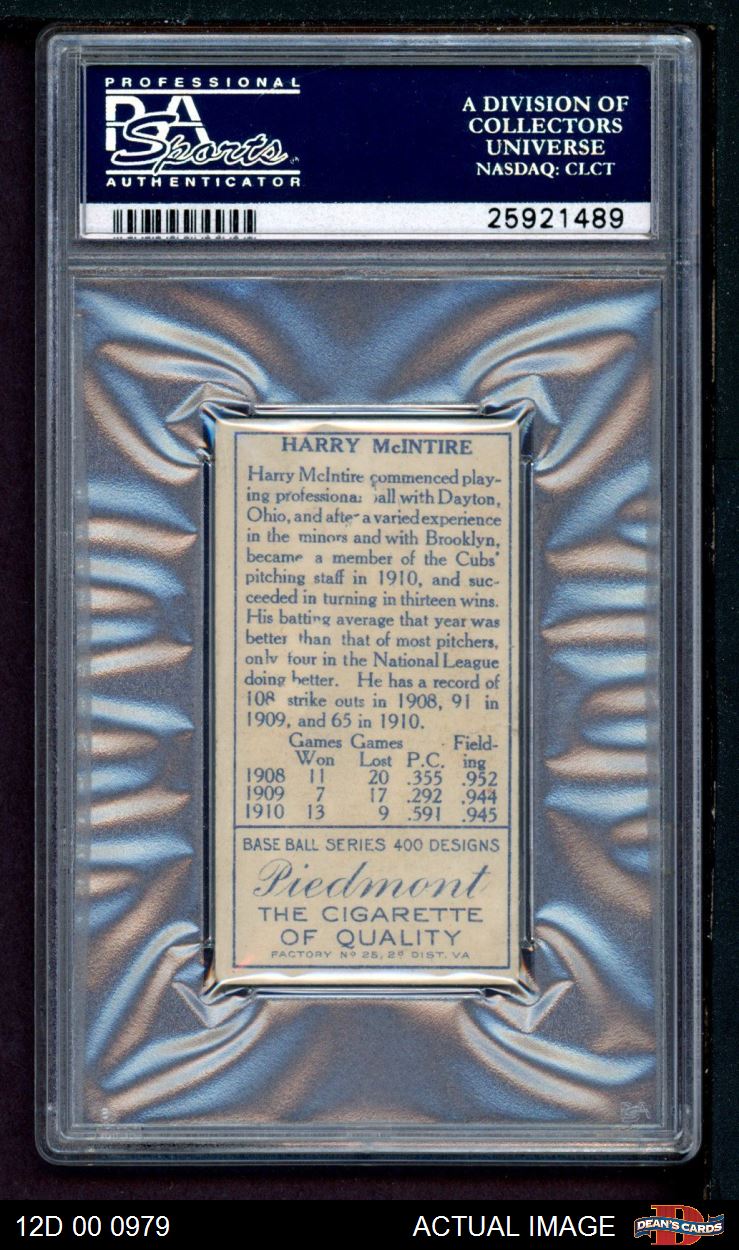 PROFESSIONAL
PSA
Sports
AUTHENTICATOR
A DIVISION OF
COLLECTORS
UNIVERSE
NASDAQ: CLCT
25921489
HARRY McINTIRE
Harry McIntire commenced play-
ing professional ball with Dayton,
Ohio, and after a varied experience
in the minors and with Brooklyn,
became a member of the Cubs'
pitching staff in 1910, and suc-
ceeded in turning in thirteen wins.
His batting average that year was
better than that of most pitchers,
only four in the National League
doing better. He has a record of
108 strike outs in 1908, 91 in
1909, and 65 in 1910.
Games Games Field-
Won Lost P.C. ing
1908 11 20 .355 .952
1909 7 17 .292 .944
1910 13 9 .591 .945
BASE BALL SERIES 400 DESIGNS
Piedmont
THE CIGARETTE
OF QUALITY
FACTORY Nº 25, 2ᴰ DIST. VA
PSA
12D 00 0979
ACTUAL IMAGE
DEAN'S CARDS